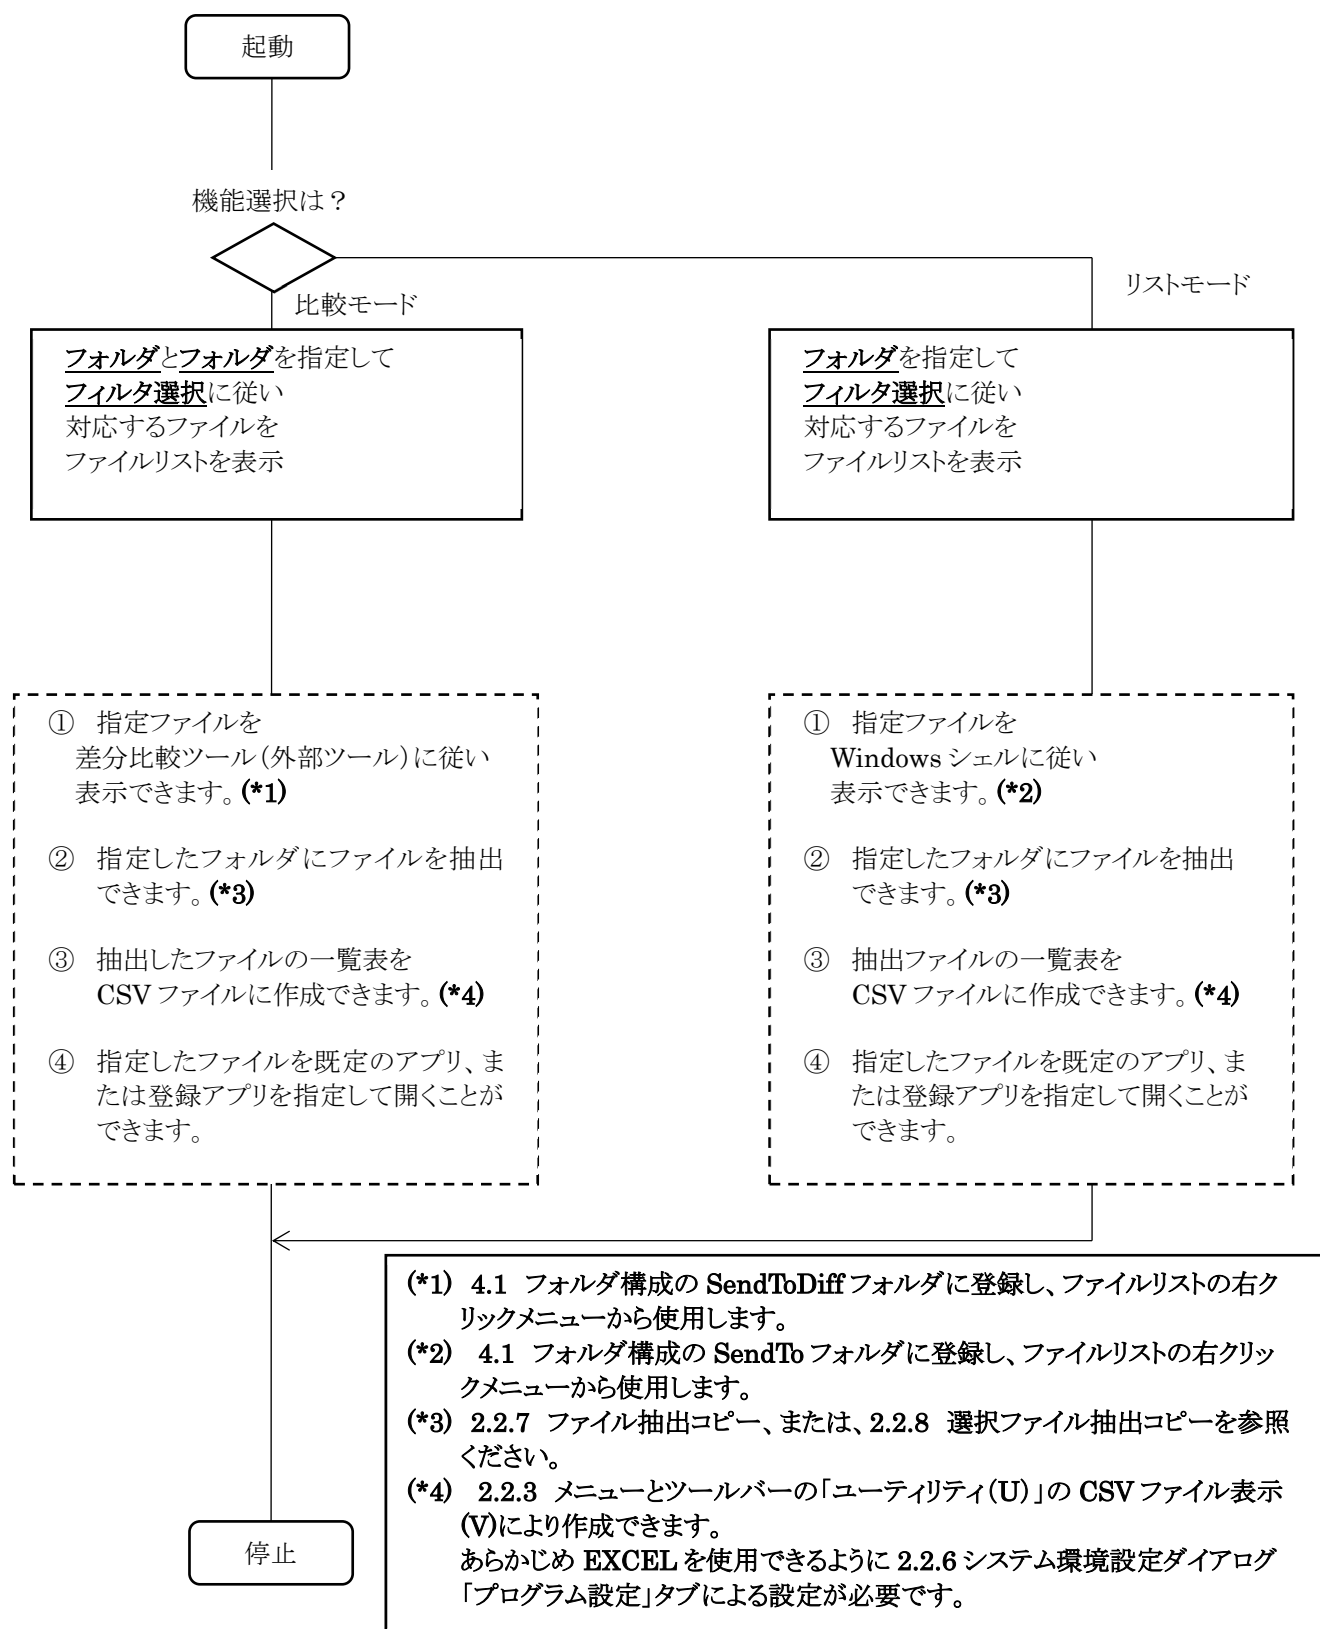 起動
機能選択は？
比較モード
リストモード
フォルダとフォルダを指定して
フィルタ選択に従い
対応するファイルを
ファイルリストを表示
フォルダを指定して
フィルタ選択に従い
対応するファイルを
ファイルリストを表示
① 指定ファイルを
差分比較ツール（外部ツール）に従い
表示できます。(*1)
② 指定したフォルダにファイルを抽出
できます。(*3)
③ 抽出したファイルの一覧表を
CSV ファイルに作成できます。(*4)
④ 指定したファイルを既定のアプリ、ま
たは登録アプリを指定して開くことが
できます。
① 指定ファイルを
Windows シェルに従い
表示できます。(*2)
② 指定したフォルダにファイルを抽出
できます。(*3)
③ 抽出ファイルの一覧表を
CSV ファイルに作成できます。(*4)
④ 指定したファイルを既定のアプリ、ま
たは登録アプリを指定して開くことが
できます。
(*1) 4.1 フォルダ構成の SendToDiff フォルダに登録し、ファイルリストの右ク
リックメニューから使用します。
(*2) 4.1 フォルダ構成の SendTo フォルダに登録し、ファイルリストの右クリッ
クメニューから使用します。
(*3) 2.2.7 ファイル抽出コピー、または、2.2.8 選択ファイル抽出コピーを参照
ください。
(*4) 2.2.3 メニューとツールバーの「ユーティリティ（U）」の CSV ファイル表示
(V)により作成できます。
あらかじめ EXCEL を使用できるように 2.2.6 システム環境設定ダイアログ
「プログラム設定」タブによる設定が必要です。
停止